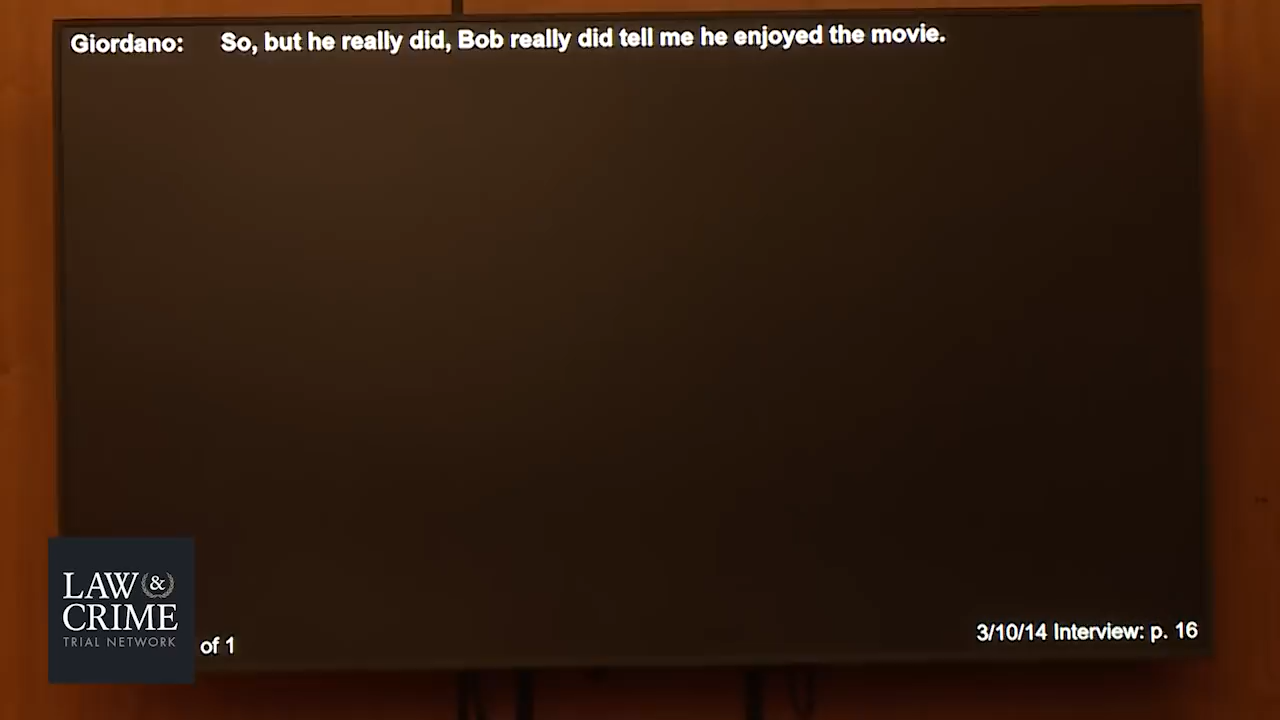 Giordano: So, but he really did, Bob really did tell me he enjoyed the movie.
LAW & CRIME
TRIAL NETWORK
of 1
3/10/14 Interview: p. 16